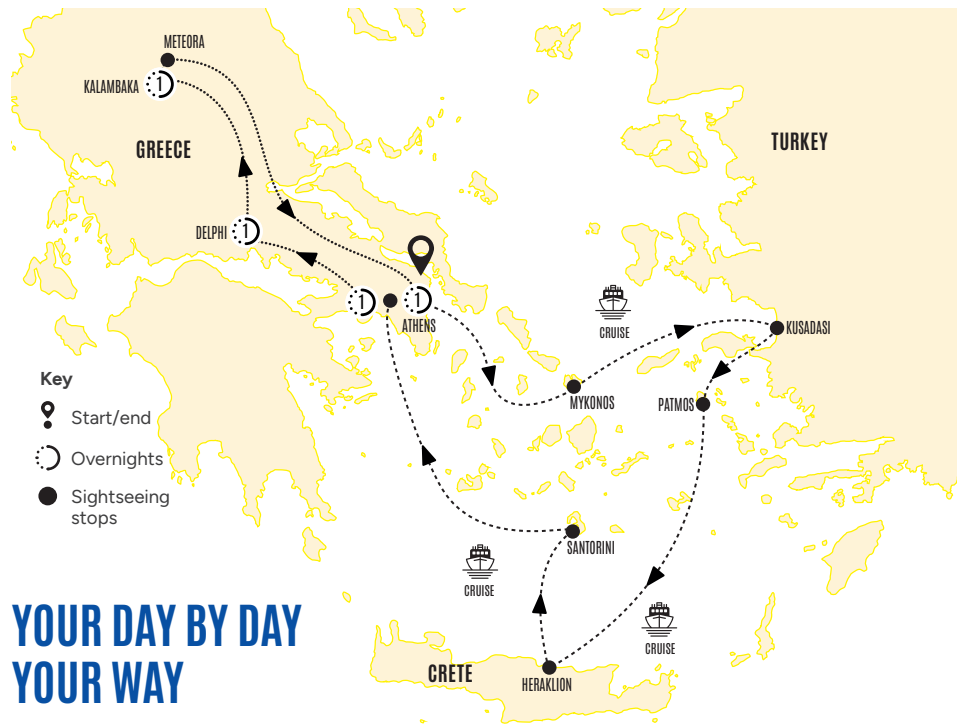 METEORA
KALAMBAKA
1
GREECE
TURKEY
DELPHI
1
1
1
ATHENS
CRUISE
KUSADASI
MYKONOS
PATMOS
Key
Start/end
Overnights
Sightseeing
stops
SANTORINI
CRUISE
CRUISE
CRETE
HERAKLION
YOUR DAY BY DAY
YOUR WAY